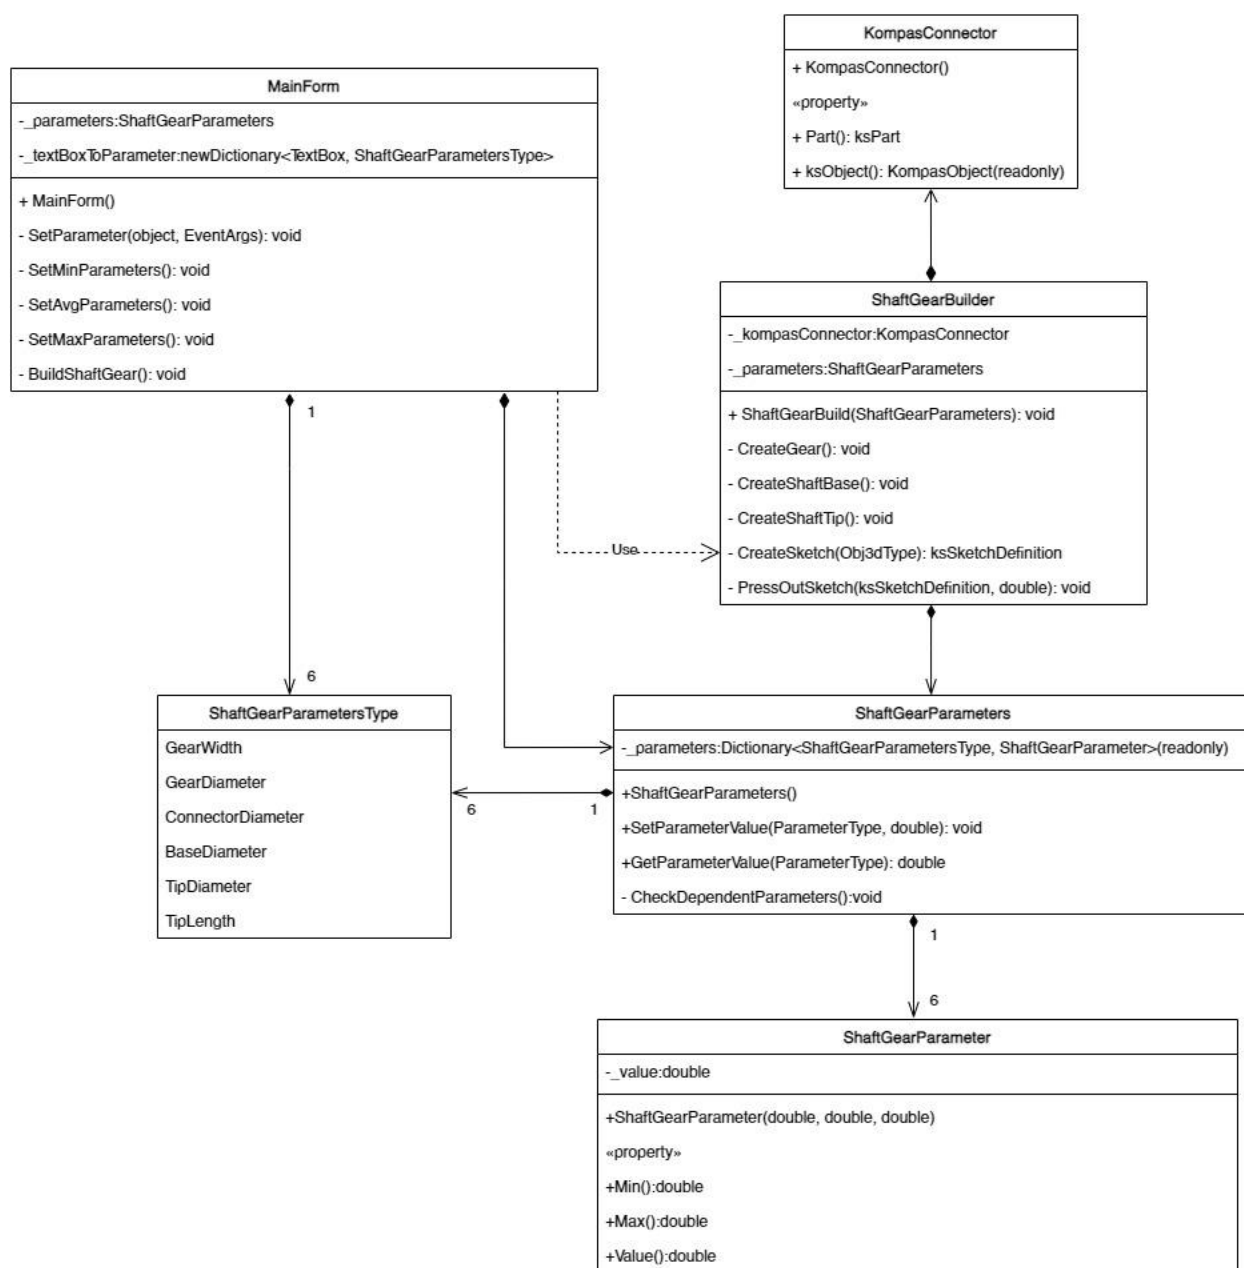 KompasConnector
+ KompasConnector()
«property»
+ Part(): ksPart
+ ksObject(): KompasObject(readonly)
MainForm
-_parameters:ShaftGearParameters
-_textBoxToParameter:newDictionary<TextBox, ShaftGearParametersType>
+ MainForm()
- SetParameter(object, EventArgs): void
- SetMinParameters(): void
- SetAvgParameters(): void
- SetMaxParameters(): void
- BuildShaftGear(): void
ShaftGearBuilder
-_kompasConnector:KompasConnector
-_parameters:ShaftGearParameters
+ ShaftGearBuild(ShaftGearParameters): void
- CreateGear(): void
- CreateShaftBase(): void
- CreateShaftTip(): void
- CreateSketch(Obj3dType): ksSketchDefinition
- PressOutSketch(ksSketchDefinition, double): void
1
Use
6
ShaftGearParametersType
GearWidth
GearDiameter
ConnectorDiameter
BaseDiameter
TipDiameter
TipLength
6
1
ShaftGearParameters
-_parameters:Dictionary<ShaftGearParametersType, ShaftGearParameter>(readonly)
+ShaftGearParameters()
+SetParameterValue(ParameterType, double): void
+GetParameterValue(ParameterType): double
- CheckDependentParameters():void
1
6
ShaftGearParameter
-_value:double
+ShaftGearParameter(double, double, double)
«property»
+Min():double
+Max():double
+Value():double